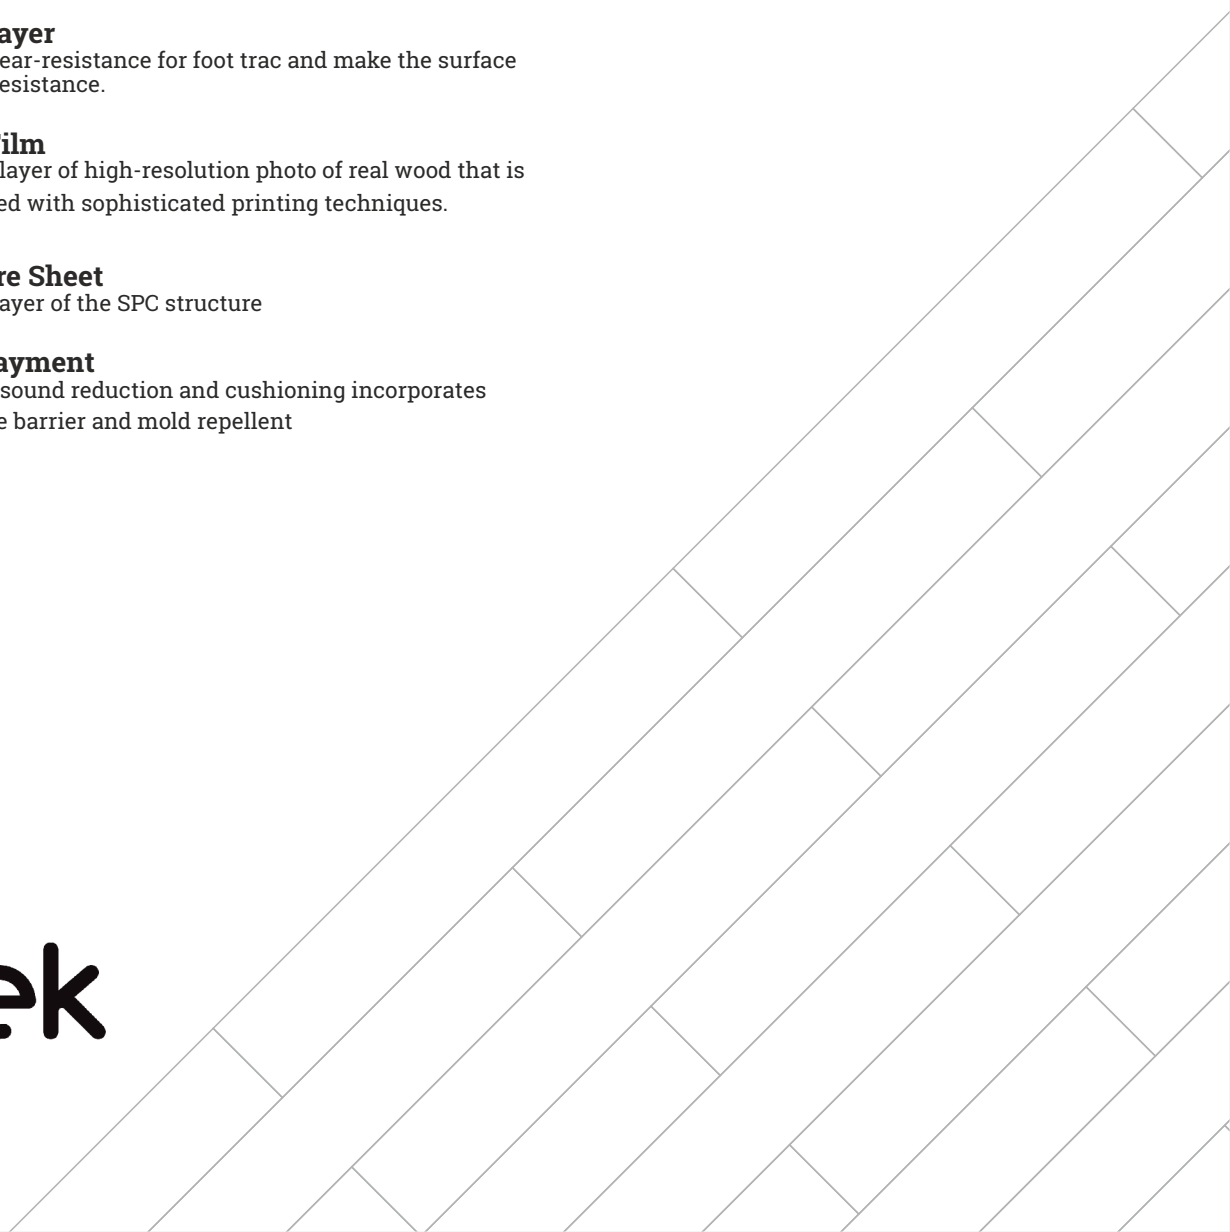 ayer
ear-resistance for foot trac and make the surface
esistance.
ilm
layer of high-resolution photo of real wood that is
ed with sophisticated printing techniques.
re Sheet
ayer of the SPC structure
ayment
sound reduction and cushioning incorporates
e barrier and mold repellent
ek